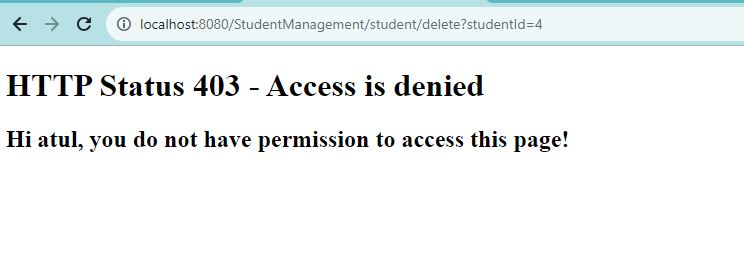 localhost:8080/StudentManagement/student/delete?studentId=4
HTTP Status 403 - Access is denied
Hi atul, you do not have permission to access this page!